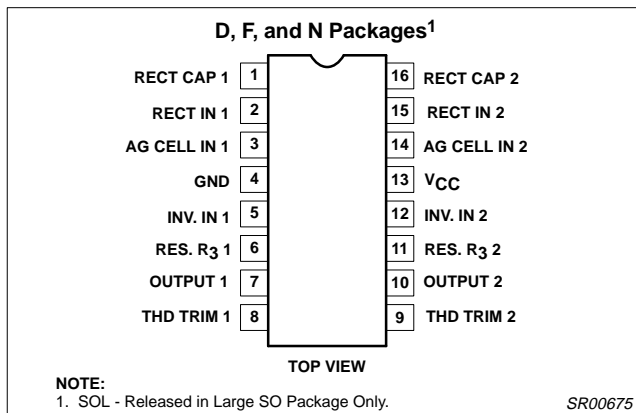 D, F, and N Packages1
RECT CAP 1 1 16 RECT CAP 2
RECT IN 1 2 15 RECT IN 2
AG CELL IN 1 3 14 AG CELL IN 2
GND 4 13 VCC
INV. IN 1 5 12 INV. IN 2
RES. R3 1 6 11 RES. R3 2
OUTPUT 1 7 10 OUTPUT 2
THD TRIM 1 8 9 THD TRIM 2
TOP VIEW
NOTE:
1. SOL - Released in Large SO Package Only.
SR00675